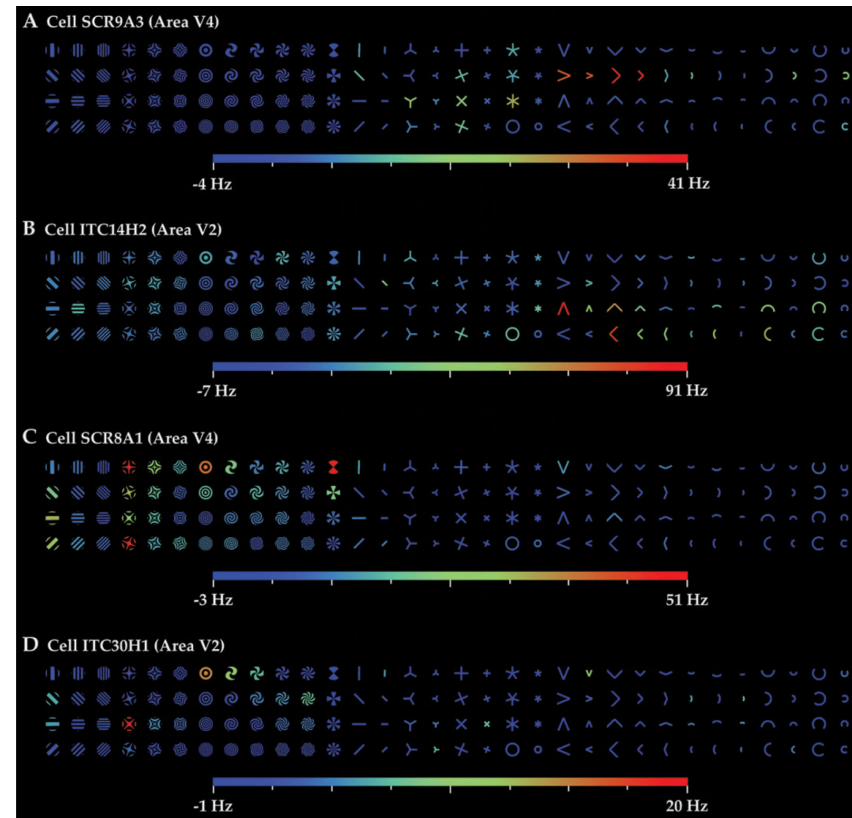 A Cell SCR9A3 (Area V4)
-4 Hz 41 Hz
B Cell ITC14H2 (Area V2)
-7 Hz 91 Hz
C Cell SCR8A1 (Area V4)
-3 Hz 51 Hz
D Cell ITC30H1 (Area V2)
-1 Hz 20 Hz